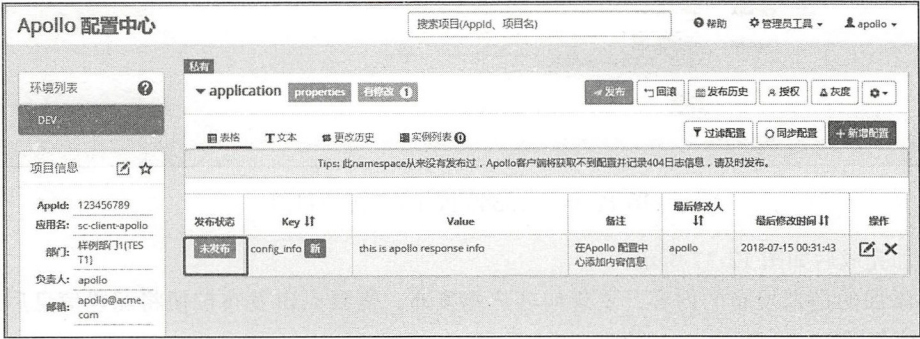 Apollo 配置中心
搜索项目(AppId、项目名)
帮助
管理员工具
apollo
环境列表
DEV
项目信息
AppId: 123456789
应用名: sc-client-apollo
部门: 样例部门1(TES
T1)
负责人: apollo
邮箱: apollo@acme.
com
私有
application properties 有修改 1
发布
回滚
发布历史
授权
灰度
表格
文本
更改历史
实例列表 0
过滤配置
同步配置
新增配置
Tips: 此namespace从来没有发布过，Apollo客户端将获取不到配置并记录404日志信息，请及时发布。
发布状态
Key
Value
备注
最后修改人
最后修改时间
操作
未发布
config_info 新
this is apollo response info
在Apollo 配置中
心添加内容信息
apollo
2018-07-15 00:31:43